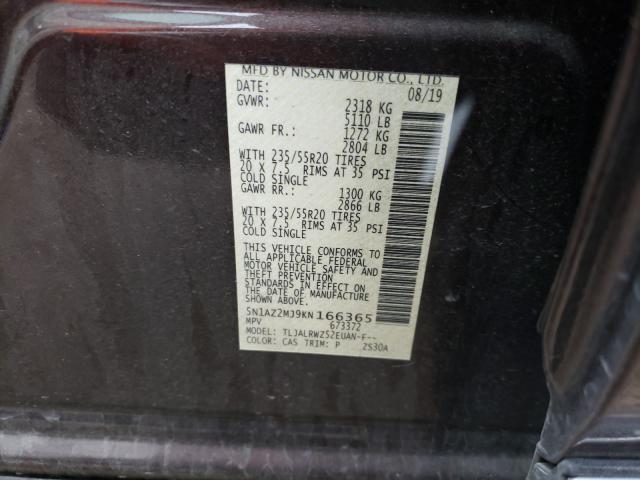 MFD BY NISSAN MOTOR CO., LTD.
DATE: 08/19
GVWR: 2318 KG
5110 LB
GAWR FR.: 1272 KG
2804 LB
WITH 235/55R20 TIRES
20 X 7.5 RIMS AT 35 PSI
COLD SINGLE
GAWR RR.: 1300 KG
2866 LB
WITH 235/55R20 TIRES
20 X 7.5 RIMS AT 35 PSI
COLD SINGLE
THIS VEHICLE CONFORMS TO
ALL APPLICABLE FEDERAL
MOTOR VEHICLE SAFETY AND
THEFT PREVENTION
STANDARDS IN EFFECT ON
THE DATE OF MANUFACTURE
SHOWN ABOVE.
5N1AZ2MJ9KN166365
MPV 673372
MODEL: TLJALRWZ52EUAN-F--
COLOR: CAS TRIM: P 2S30A